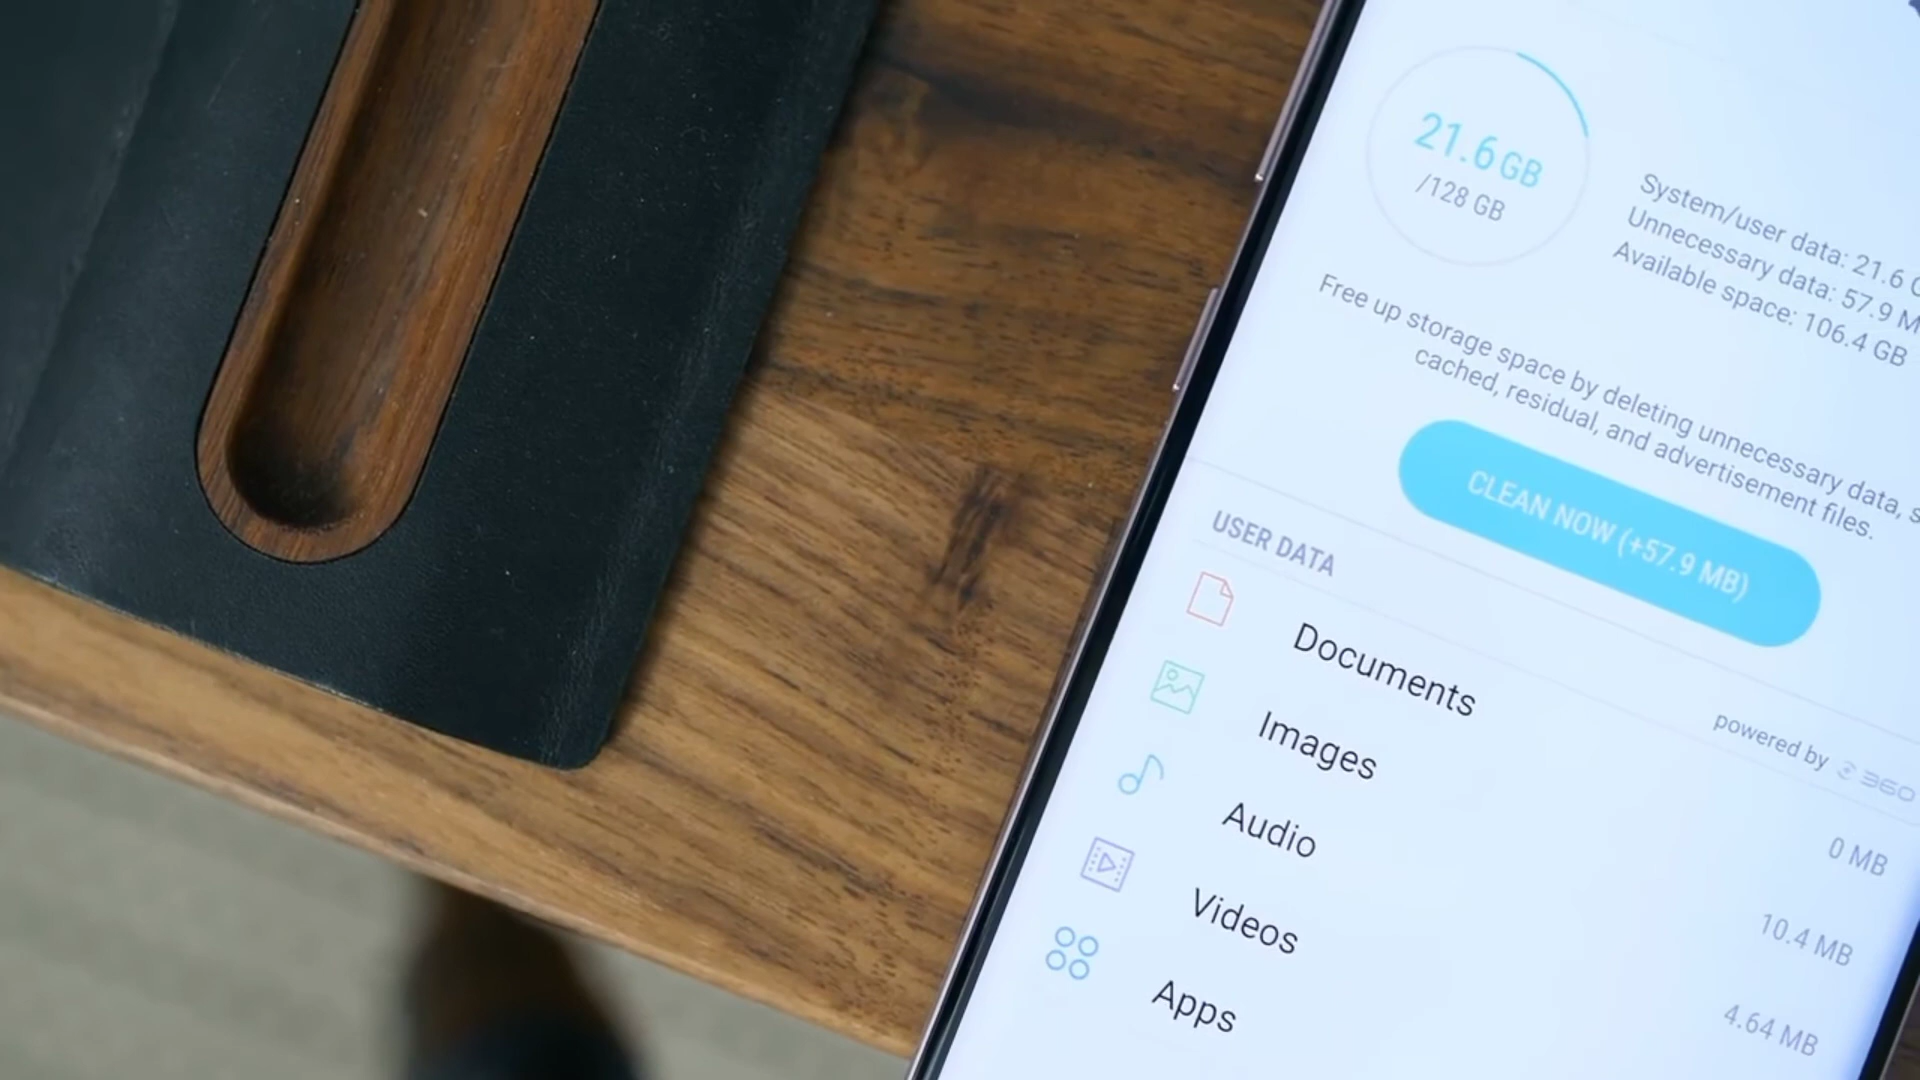 21.6 GB
/128 GB
System/user data: 21.6
Unnecessary data: 57.9
Available space: 106.4 GB
Free up storage space by deleting unnecessary data,
cached, residual, and advertisement files.
CLEAN NOW (+57.9 MB)
USER DATA
powered by 360
Documents
0 MB
Images
10.4 MB
Audio
4.64 MB
Videos
Apps